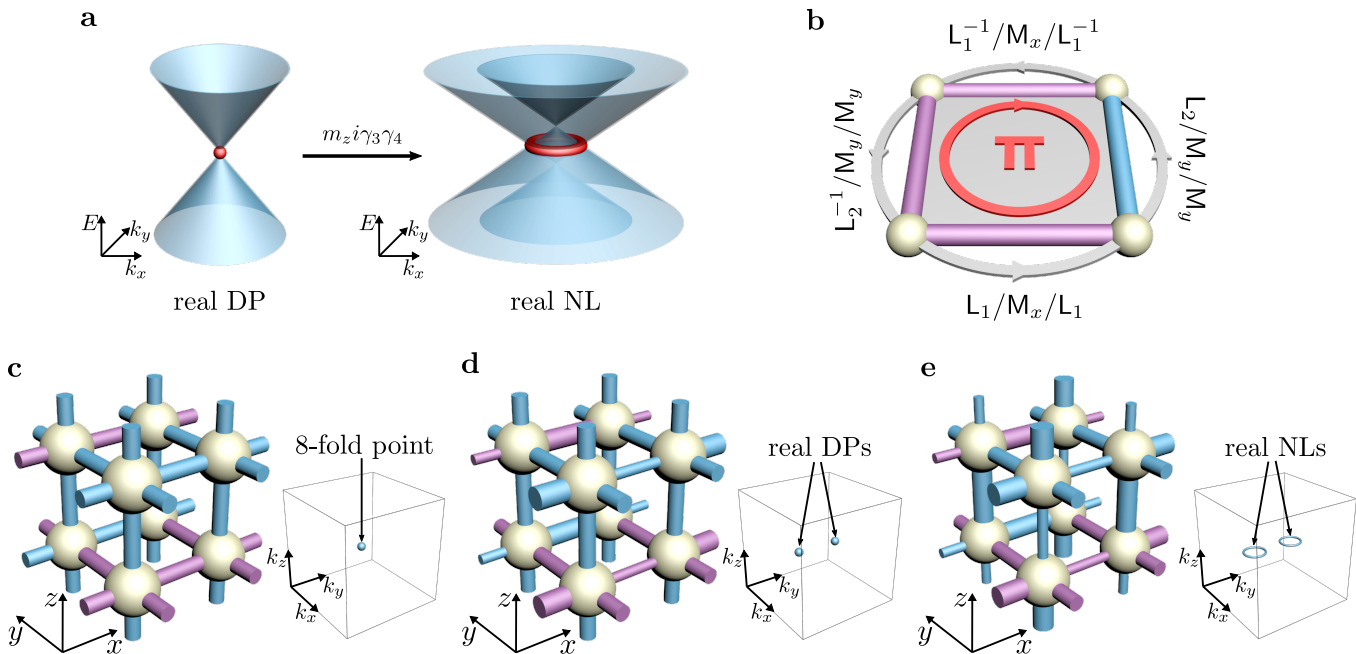 a
m_z iγ_3γ_4
E
k_y
k_x
E
k_y
k_x
real DP
real NL
b
L_1^{-1}/M_x/L_1^{-1}
L_2^{-1}/M_y/M_y
π
L_2/M_y/M_y
L_1/M_x/L_1
c
8-fold point
k_z
k_y
k_x
z
y
x
d
real DPs
k_z
k_y
k_x
z
y
x
e
real NLs
k_z
k_y
k_x
z
y
x